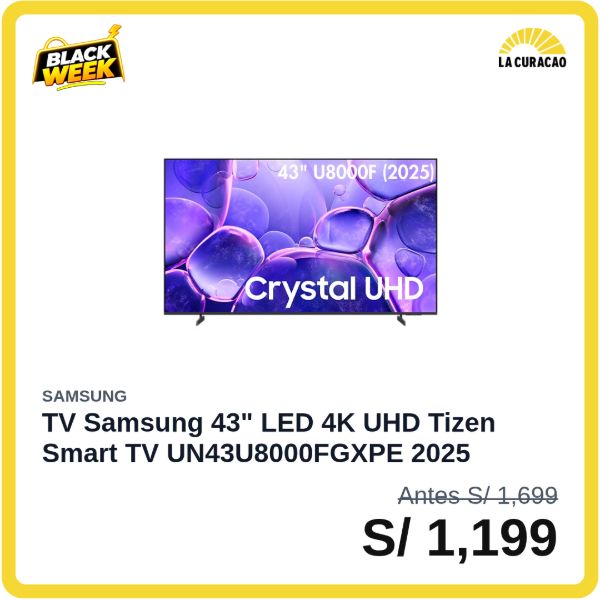 BLACK
WEEK
LA CURACAO
43" U8000F (2025)
Crystal UHD
SAMSUNG
TV Samsung 43" LED 4K UHD Tizen
Smart TV UN43U8000FGXPE 2025
Antes S/ 1,699
S/ 1,199